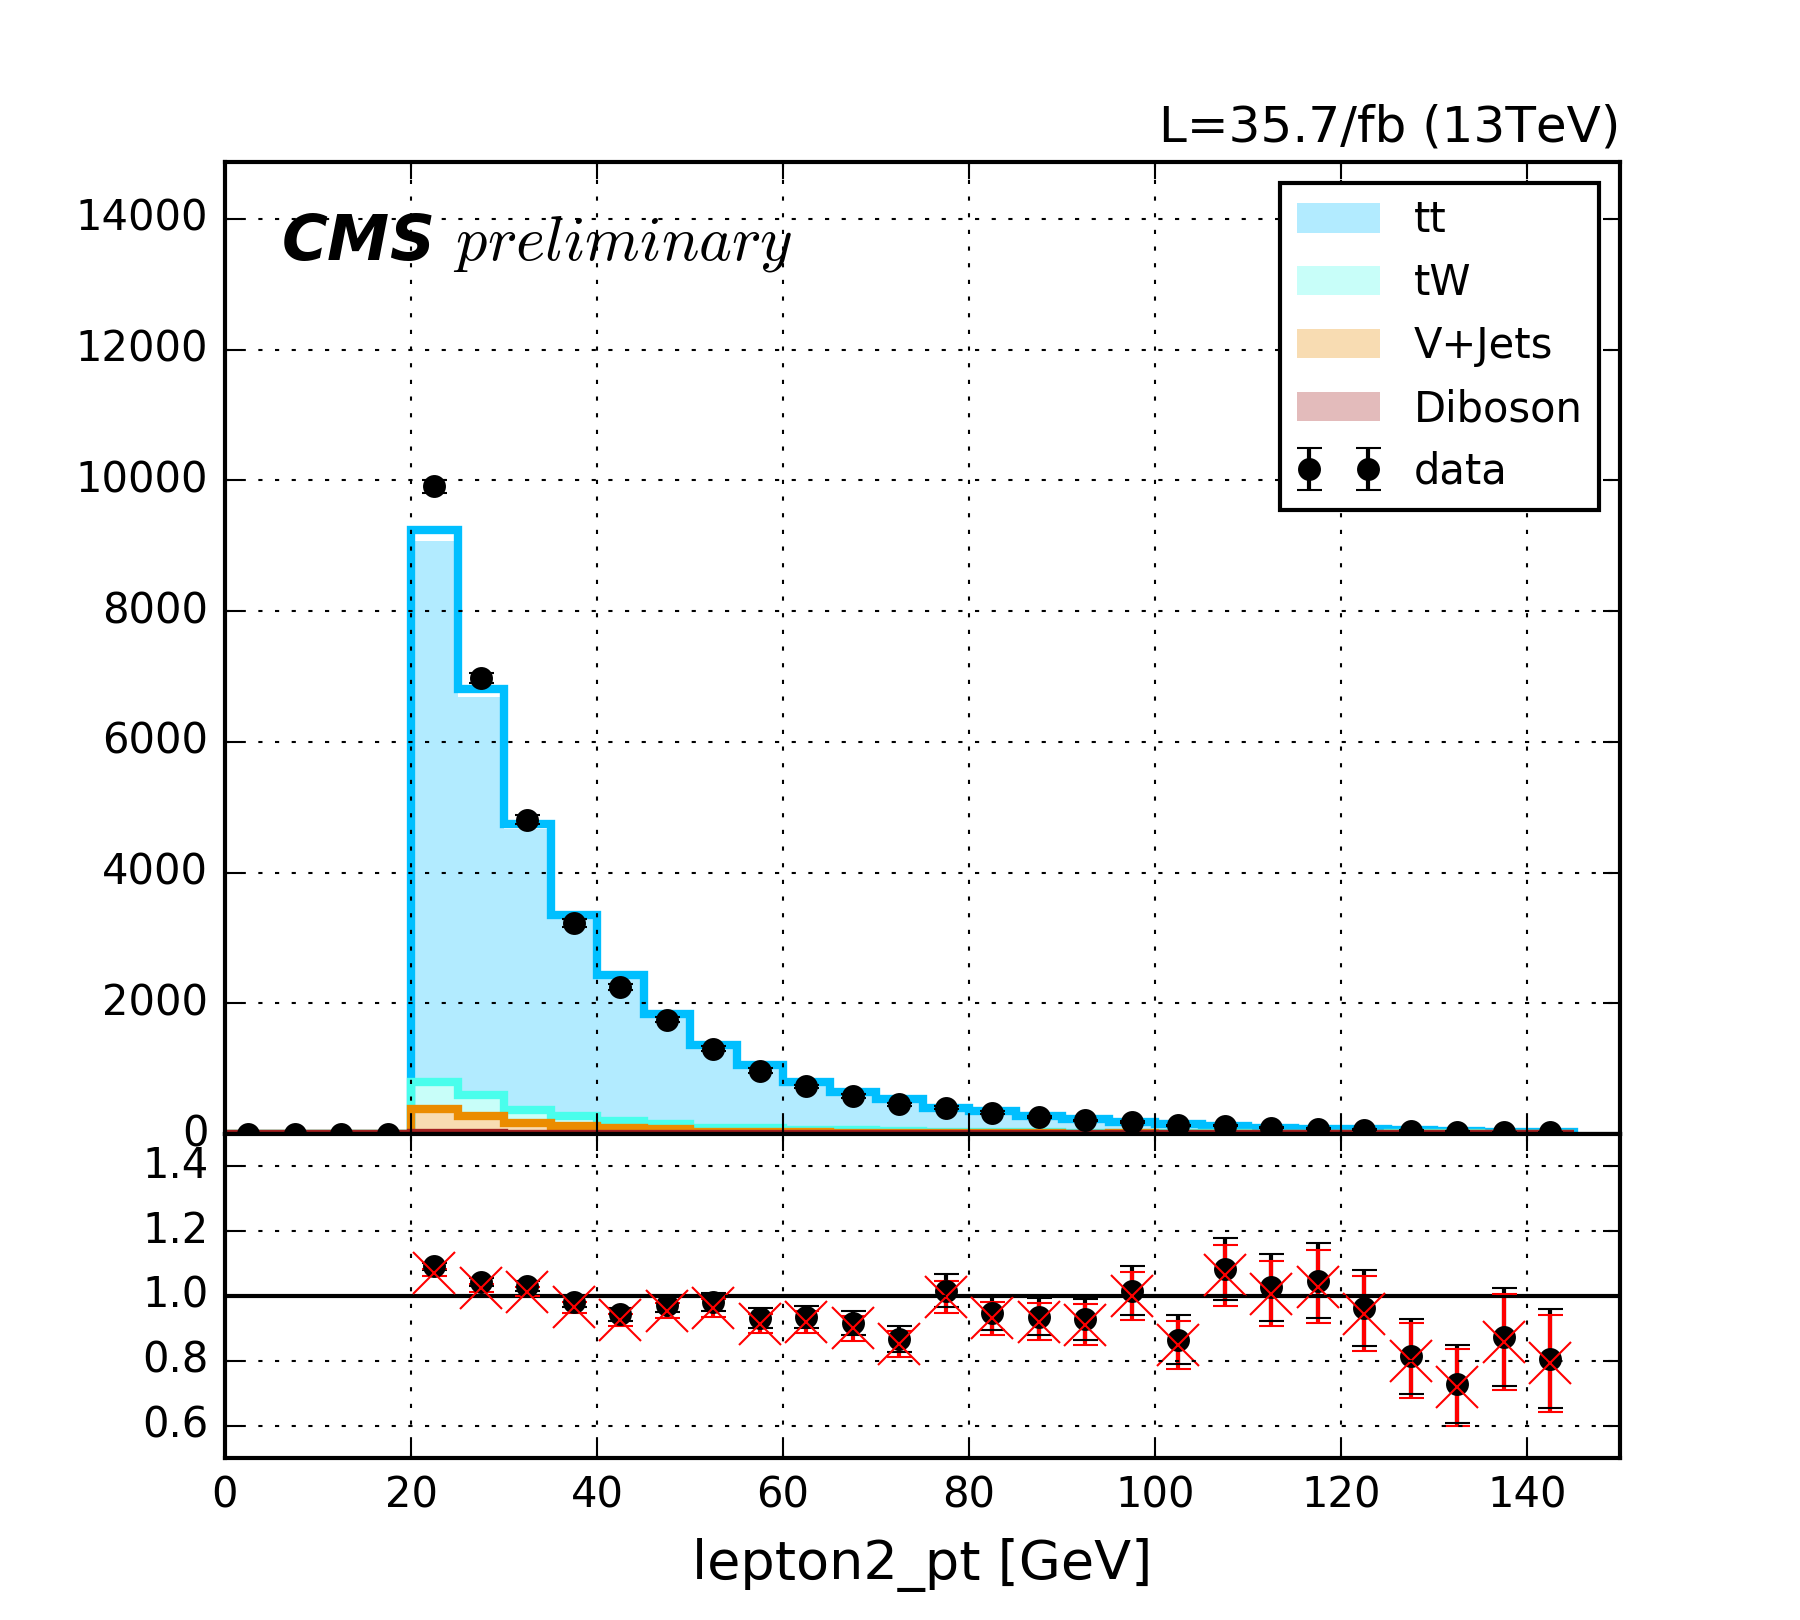 L=35.7/fb (13TeV)
CMS preliminary
14000
12000
10000
8000
6000
4000
2000
0
tt
tW
V+Jets
Diboson
data
1.4
1.2
1.0
0.8
0.6
0 20 40 60 80 100 120 140
lepton2_pt [GeV]